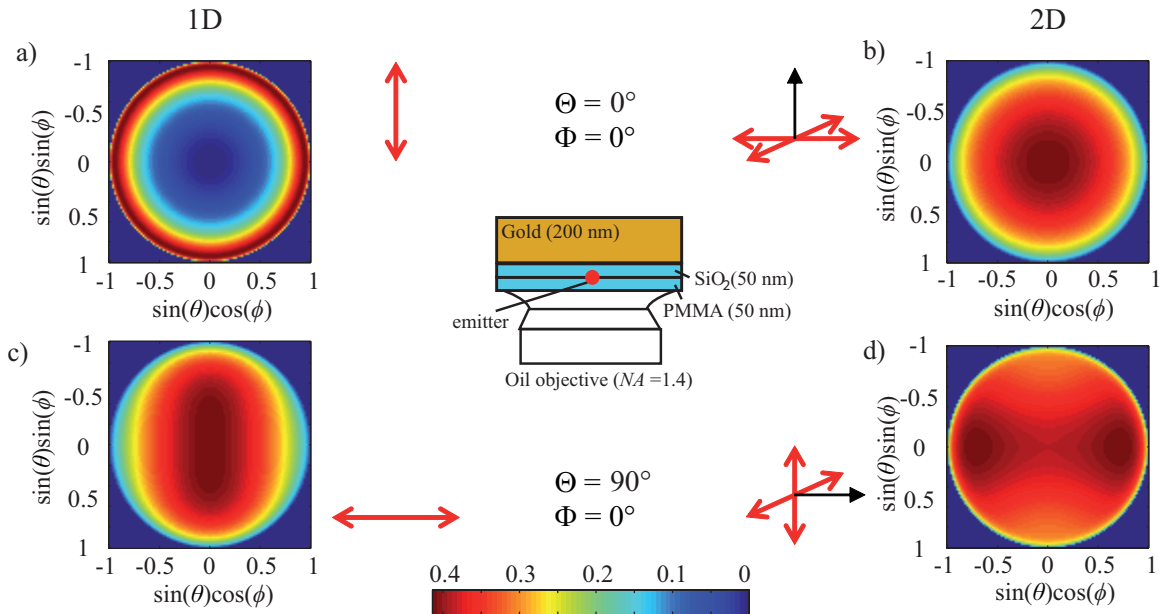 1D
2D
a)
-1
-0.5
0
0.5
1
sin(θ)sin(ϕ)
-1 -0.5 0 0.5 1
sin(θ)cos(ϕ)
Θ = 0°
Φ = 0°
b)
-1
-0.5
0
0.5
1
sin(θ)sin(ϕ)
-1 -0.5 0 0.5 1
sin(θ)cos(ϕ)
Gold (200 nm)
SiO2(50 nm)
PMMA (50 nm)
emitter
Oil objective (NA =1.4)
c)
-1
-0.5
0
0.5
1
sin(θ)sin(ϕ)
-1 -0.5 0 0.5 1
sin(θ)cos(ϕ)
Θ = 90°
Φ = 0°
d)
-1
-0.5
0
0.5
1
sin(θ)sin(ϕ)
-1 -0.5 0 0.5 1
sin(θ)cos(ϕ)
0.4 0.3 0.2 0.1 0